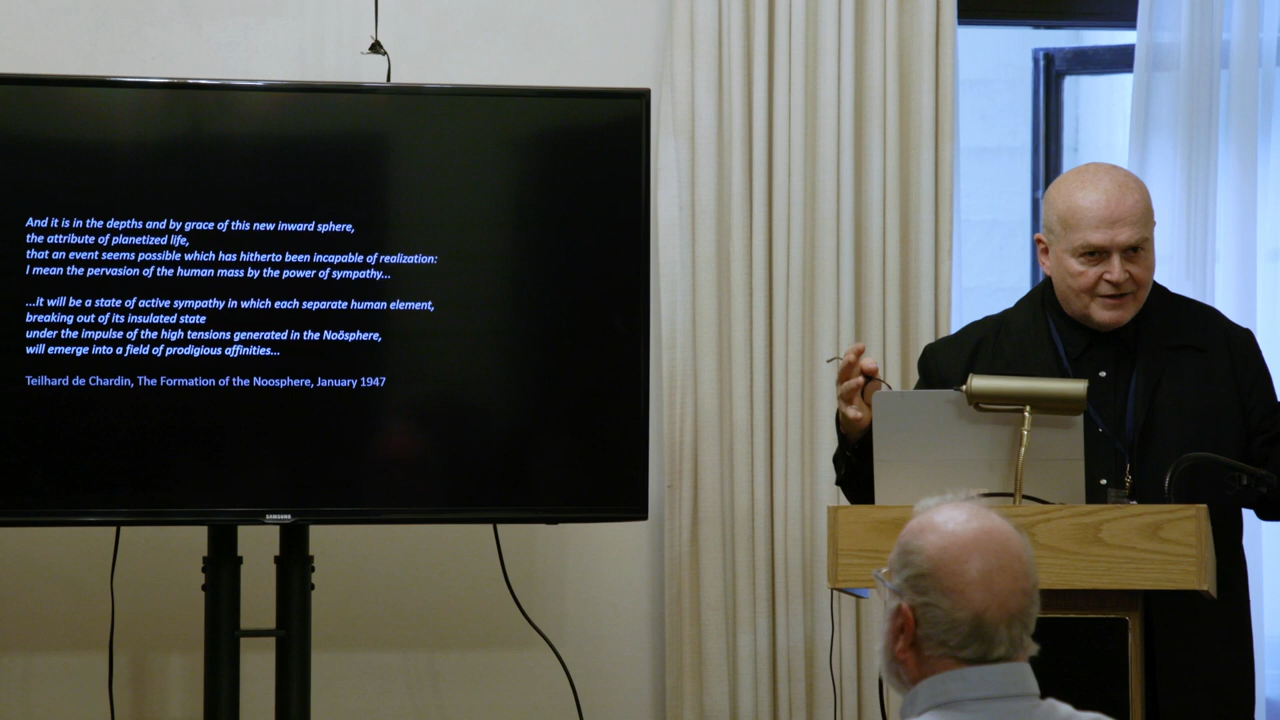 And it is in the depths and by grace of this new inward sphere,
the attribute of planetized life,
that an event seems possible which has hitherto been incapable of realization:
I mean the pervasion of the human mass by the power of sympathy...
...it will be a state of active sympathy in which each separate human element,
breaking out of its insulated state
under the impulse of the high tensions generated in the Noösphere,
will emerge into a field of prodigious affinities...
Teilhard de Chardin, The Formation of the Noosphere, January 1947
SAMSUNG